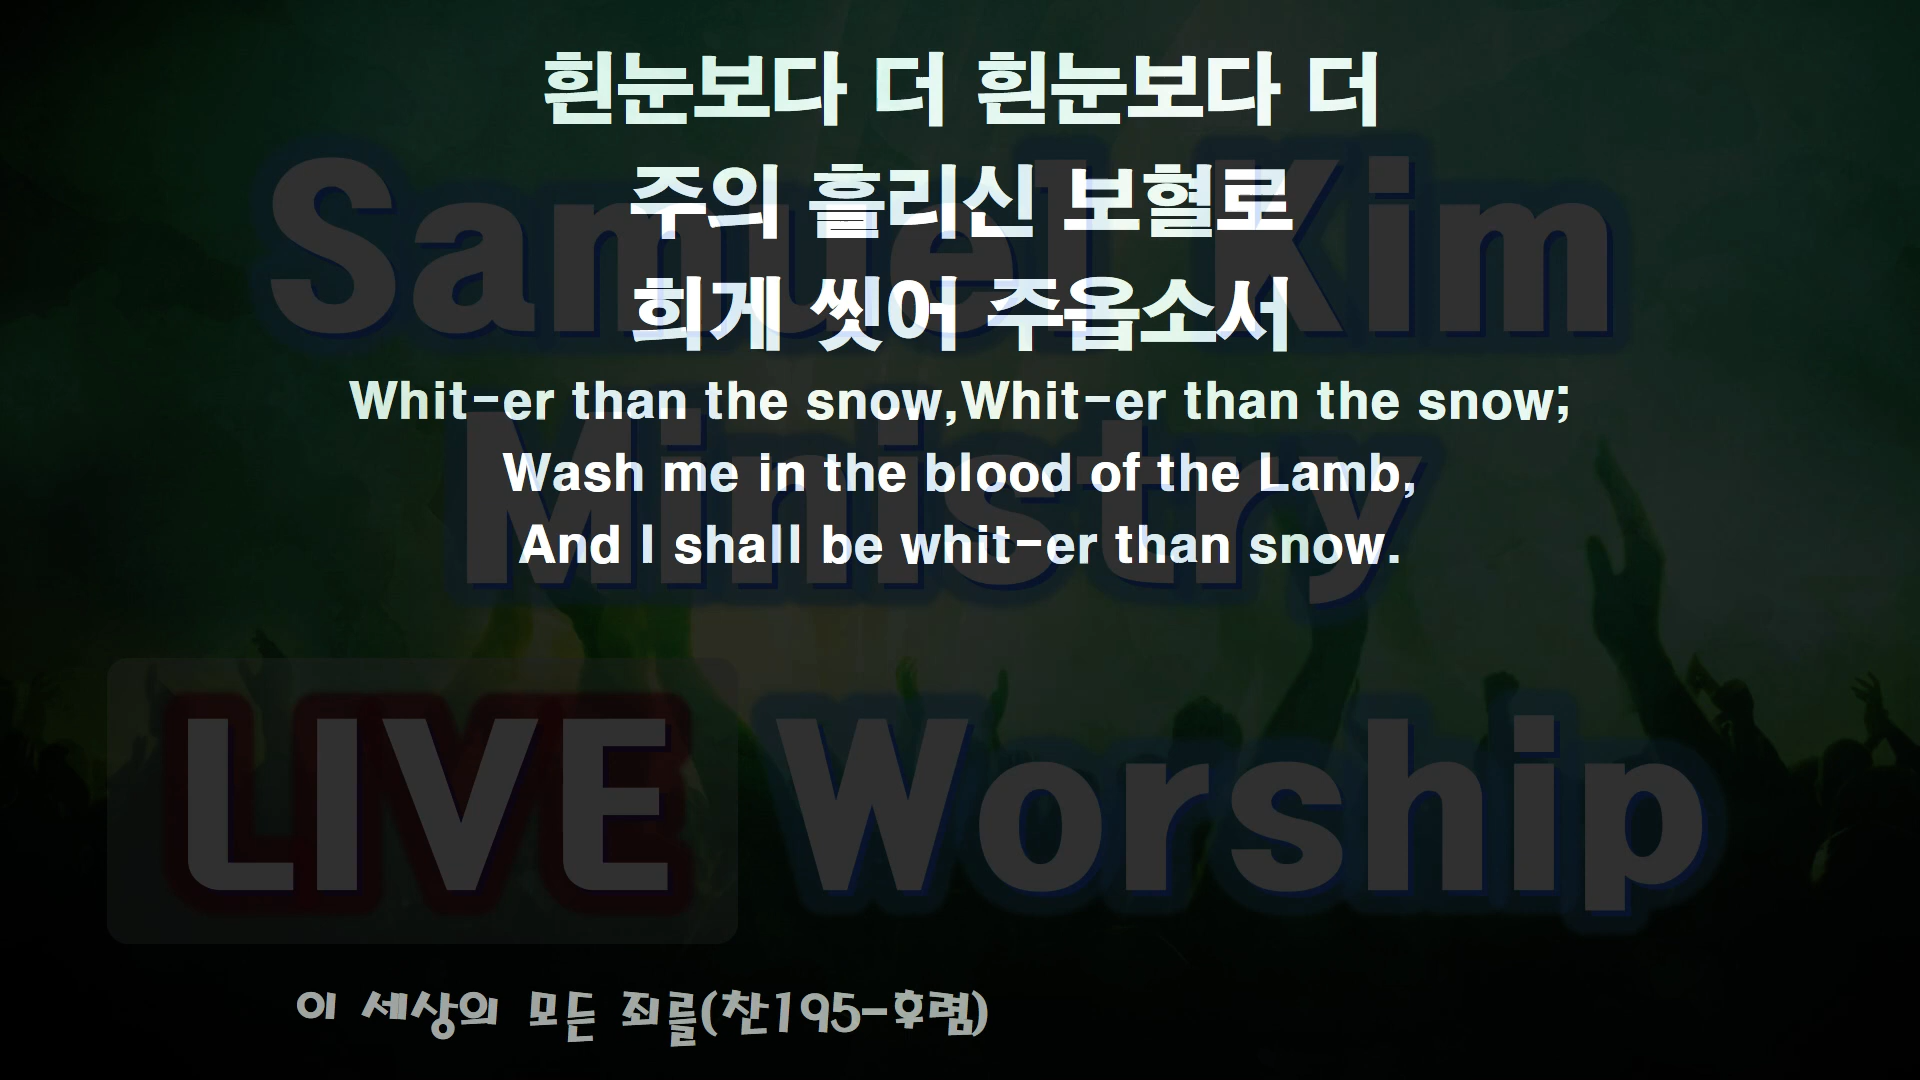 흰눈보다 더 흰눈보다 더
주의 흘리신 보혈로
희게 씻어 주옵소서
Whit-er than the snow,Whit-er than the snow;
Wash me in the blood of the Lamb,
And I shall be whit-er than snow.
Samuel Kim
Ministry
LIVE Worship
이 세상의 모든 죄를(찬195-후렴)